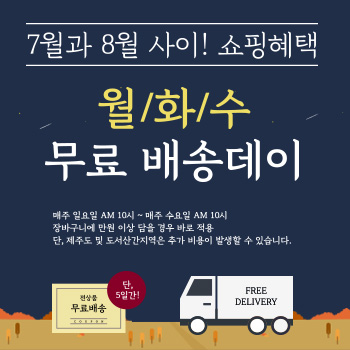 7월과 8월 사이! 쇼핑혜택
월/화/수
무료 배송데이
매주 일요일 AM 10시 ~ 매주 수요일 AM 10시
장바구니에 만원 이상 담을 경우 바로 적용
단, 제주도 및 도서산간지역은 추가 비용이 발생할 수 있습니다.
단,
5일간!
전상품
무료배송
FREE
DELIVERY